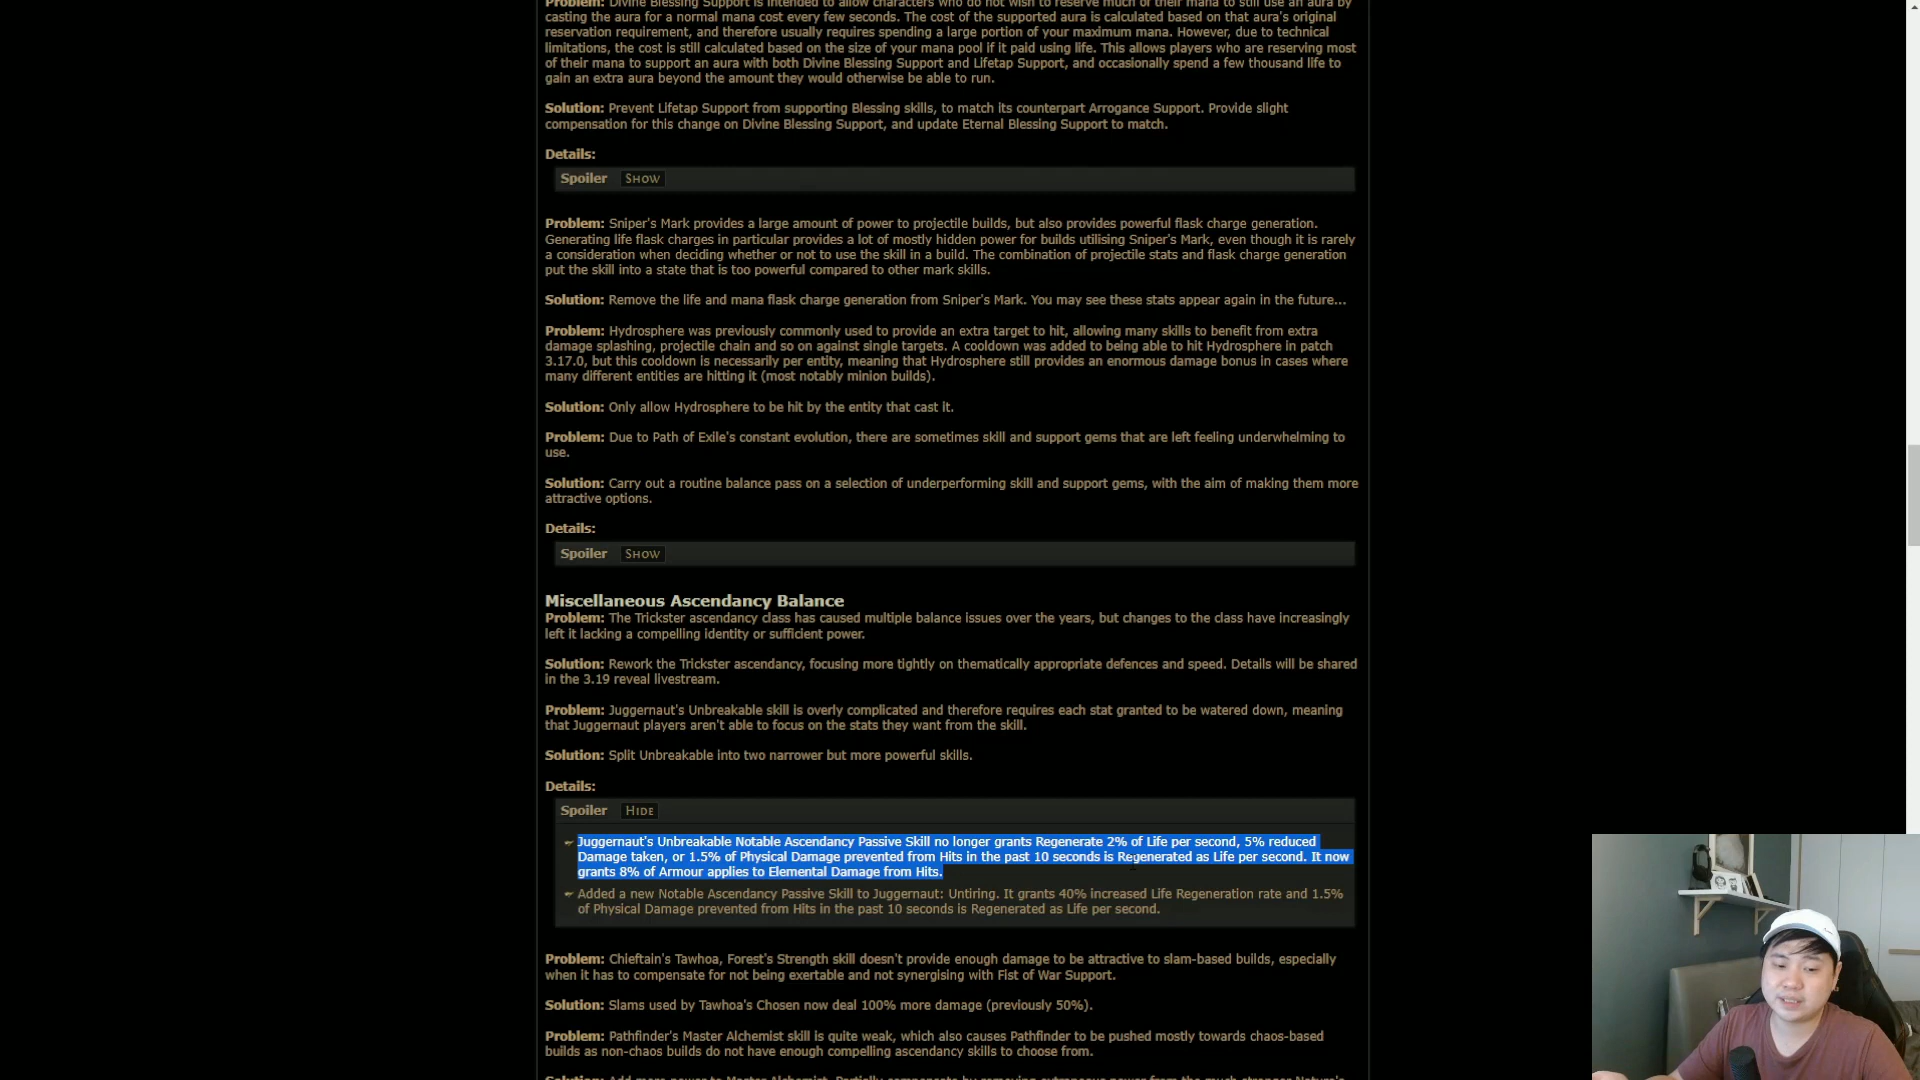 Problem: Divine Blessing Support is intended to allow characters who do not wish to reserve much of their mana to still use an aura by
casting the aura for a normal mana cost every few seconds. The cost of the supported aura is calculated based on that aura's original
reservation requirement, and therefore usually requires spending a large portion of your maximum mana. However, due to technical
limitations, the cost is still calculated based on the size of your mana pool if it paid using life. This allows players who are reserving most
of their mana to support an aura with both Divine Blessing Support and Lifetap Support, and occasionally spend a few thousand life to
gain an extra aura beyond the amount they would otherwise be able to run.
Solution: Prevent Lifetap Support from supporting Blessing skills, to match its counterpart Arrogance Support. Provide slight
compensation for this change on Divine Blessing Support, and update Eternal Blessing Support to match.
Details:
Spoiler SHOW
Problem: Sniper's Mark provides a large amount of power to projectile builds, but also provides powerful flask charge generation.
Generating life flask charges in particular provides a lot of mostly hidden power for builds utilising Sniper's Mark, even though it is rarely
a consideration when deciding whether or not to use the skill in a build. The combination of projectile stats and flask charge generation
put the skill into a state that is too powerful compared to other mark skills.
Solution: Remove the life and mana flask charge generation from Sniper's Mark. You may see these stats appear again in the future...
Problem: Hydrosphere was previously commonly used to provide an extra target to hit, allowing many skills to benefit from extra
damage splashing, projectile chain and so on against single targets. A cooldown was added to being able to hit Hydrosphere in patch
3.17.0, but this cooldown is necessarily per entity, meaning that Hydrosphere still provides an enormous damage bonus in cases where
many different entities are hitting it (most notably minion builds).
Solution: Only allow Hydrosphere to be hit by the entity that cast it.
Problem: Due to Path of Exile's constant evolution, there are sometimes skill and support gems that are left feeling underwhelming to
use.
Solution: Carry out a routine balance pass on a selection of underperforming skill and support gems, with the aim of making them more
attractive options.
Details:
Spoiler SHOW
Miscellaneous Ascendancy Balance
Problem: The Trickster ascendancy class has caused multiple balance issues over the years, but changes to the class have increasingly
left it lacking a compelling identity or sufficient power.
Solution: Rework the Trickster ascendancy, focusing more tightly on thematically appropriate defences and speed. Details will be shared
in the 3.19 reveal livestream.
Problem: Juggernaut's Unbreakable skill is overly complicated and therefore requires each stat granted to be watered down, meaning
that Juggernaut players aren't able to focus on the stats they want from the skill.
Solution: Split Unbreakable into two narrower but more powerful skills.
Details:
Spoiler HIDE
Juggernaut's Unbreakable Notable Ascendancy Passive Skill no longer grants Regenerate 2% of Life per second, 5% reduced
Damage taken, or 1.5% of Physical Damage prevented from Hits in the past 10 seconds is Regenerated as Life per second. It now
grants 8% of Armour applies to Elemental Damage from Hits.
Added a new Notable Ascendancy Passive Skill to Juggernaut: Untiring. It grants 40% increased Life Regeneration rate and 1.5%
of Physical Damage prevented from Hits in the past 10 seconds is Regenerated as Life per second.
Problem: Chieftain's Tawhoa, Forest's Strength skill doesn't provide enough damage to be attractive to slam-based builds, especially
when it has to compensate for not being exertable and not synergising with Fist of War Support.
Solution: Slams used by Tawhoa's Chosen now deal 100% more damage (previously 50%).
Problem: Pathfinder's Master Alchemist skill is quite weak, which also causes Pathfinder to be pushed mostly towards chaos-based
builds as non-chaos builds do not have enough compelling ascendancy skills to choose from.
Solution: Add more power to Master Alchemist. Partially compensate by removing extraneous power from the much stronger Nature's